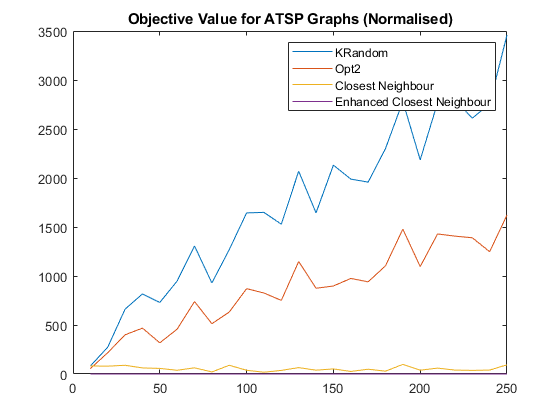 Objective Value for ATSP Graphs (Normalised)
3500
3000
2500
2000
1500
1000
500
0
KRandom
Opt2
Closest Neighbour
Enhanced Closest Neighbour
0 50 100 150 200 250